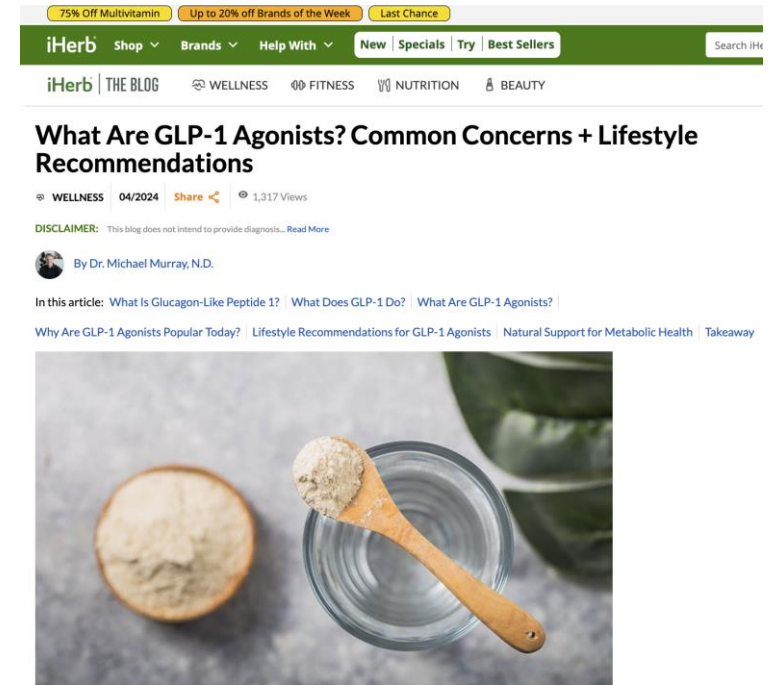 75% Off Multivitamin Up to 20% off Brands of the Week Last Chance
iHerb Shop Brands Help With New Specials Try Best Sellers Search iHe
iHerb THE BLOG WELLNESS FITNESS NUTRITION BEAUTY
What Are GLP-1 Agonists? Common Concerns + Lifestyle
Recommendations
WELLNESS 04/2024 Share 1,317 Views
DISCLAIMER: This blog does not intend to provide diagnosis... Read More
By Dr. Michael Murray, N.D.
In this article: What Is Glucagon-Like Peptide 1? What Does GLP-1 Do? What Are GLP-1 Agonists?
Why Are GLP-1 Agonists Popular Today? Lifestyle Recommendations for GLP-1 Agonists Natural Support for Metabolic Health Takeaway